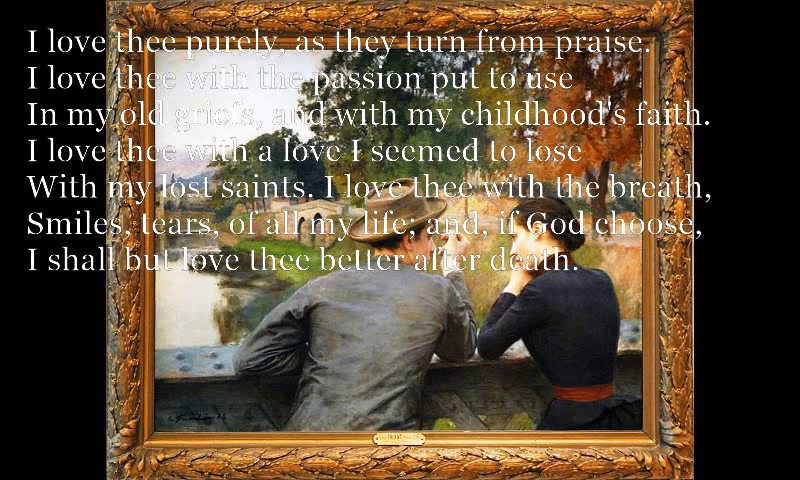 I love thee purely, as they turn from praise.
I love thee with the passion put to use
In my old griefs, and with my childhood's faith.
I love thee with a love I seemed to lose
With my lost saints. I love thee with the breath,
Smiles, tears, of all my life; and, if God choose,
I shall but love thee better after death.